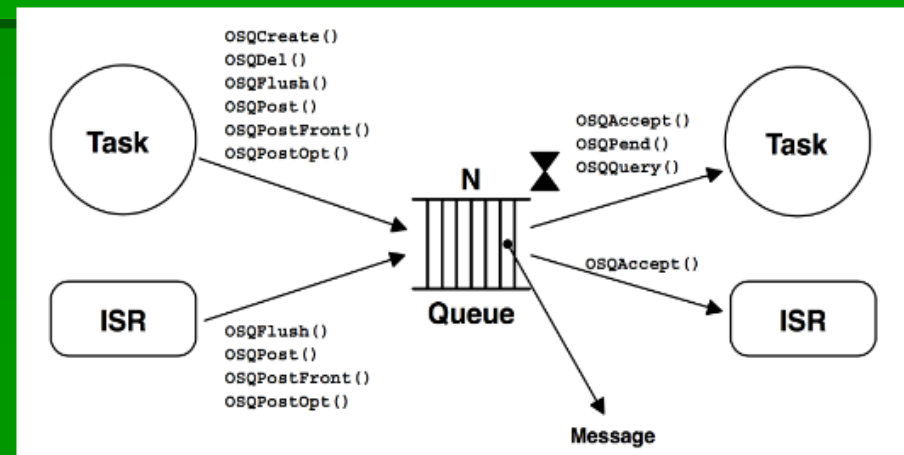 OSQCreate()
OSQDel()
OSQFlush()
OSQPost()
OSQPostFront()
OSQPostOpt()
Task
OSQAccept()
OSQPend()
OSQQuery()
Task
N
Queue
OSQAccept()
ISR
OSQFlush()
OSQPost()
OSQPostFront()
OSQPostOpt()
ISR
Message